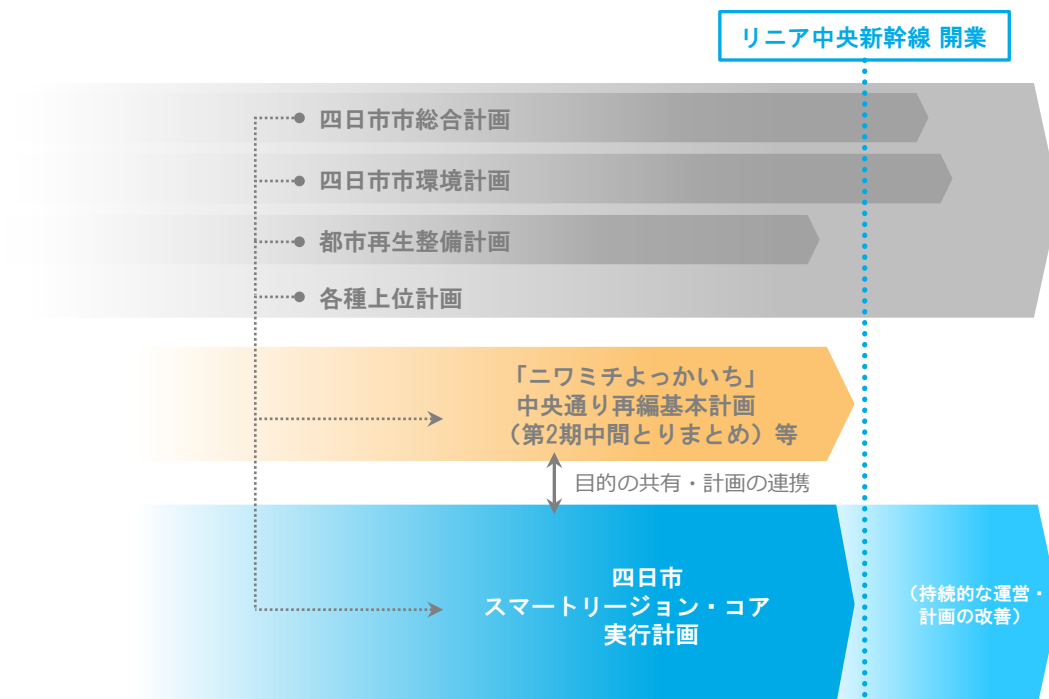 リニア中央新幹線 開業
四日市市総合計画
四日市市環境計画
都市再生整備計画
各種上位計画
「ニワミチよっかいち」
中央通り再編基本計画
（第2期中間とりまとめ）等
目的の共有・計画の連携
四日市
スマートリージョン・コア
実行計画
（持続的な運営・
計画の改善）